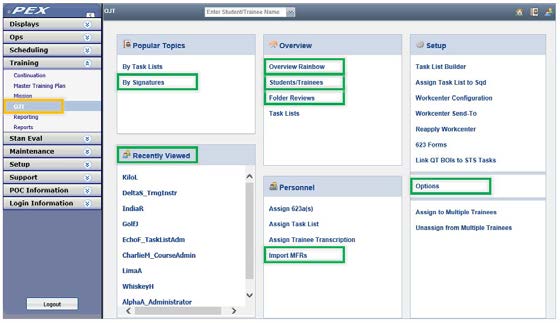 PEX
OJT
Enter Student/Trainee Name
Displays
Ops
Scheduling
Training
Continuation
Master Training Plan
Mission
OJT
Reporting
Reports
Stan Eval
Maintenance
Setup
Support
POC Information
Login Information
Logout
Popular Topics
By Task Lists
By Signatures
Recently Viewed
KiloL
DeltaS_TrngInstr
IndiaR
GolfJ
EchoF_TaskListAdm
CharlieM_CourseAdmin
LimaA
WhiskeyH
AlphaA_Administrator
Overview
Overview Rainbow
Students/Trainees
Folder Reviews
Task Lists
Personnel
Assign 623a(s)
Assign Task List
Assign Trainee Transcription
Import MFRs
Setup
Task List Builder
Assign Task List to Sqd
Workcenter Configuration
Workcenter Send-To
Reapply Workcenter
623 Forms
Link QT BOIs to STS Tasks
Options
Assign to Multiple Trainees
Unassign from Multiple Trainees